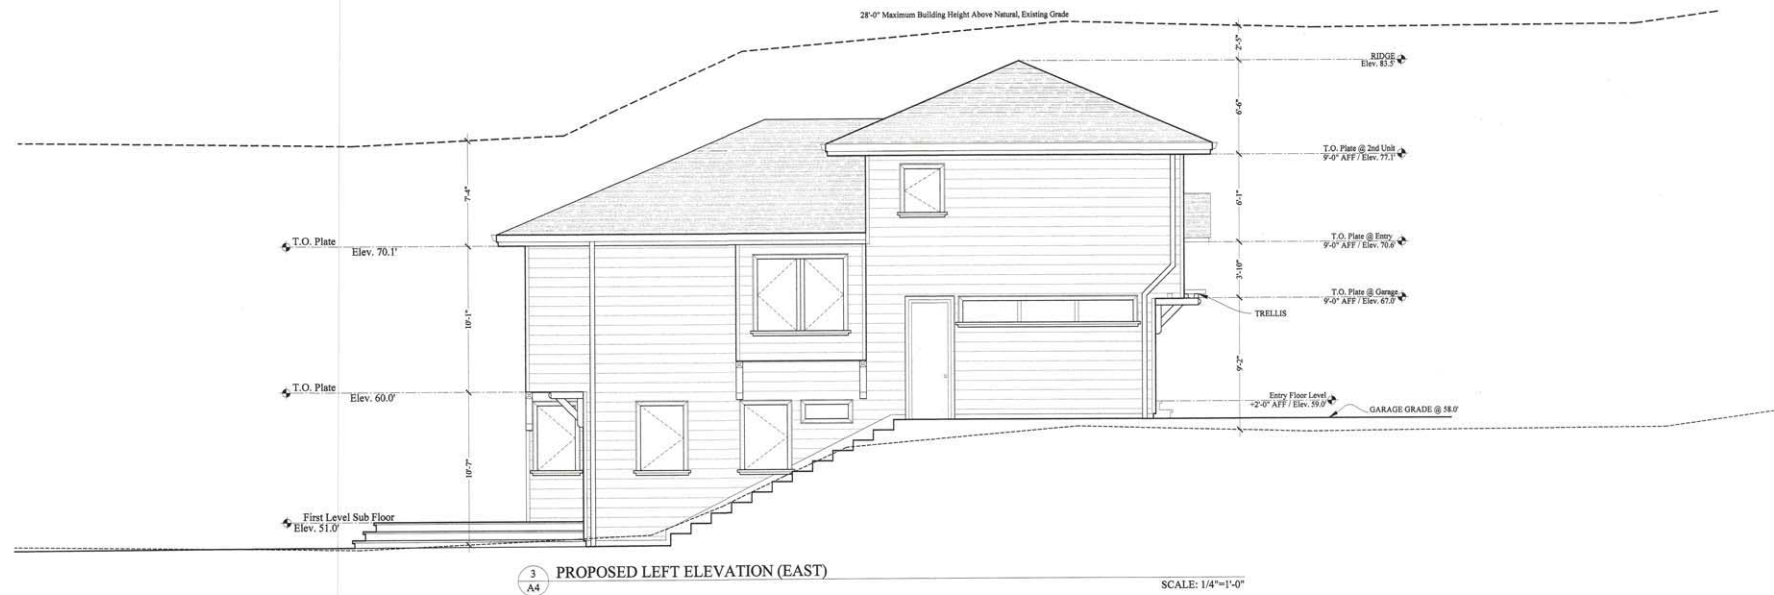 28'-0" Maximum Building Height Above Natural, Existing Grade
2'-5"
RIDGE
Elev. 83.5'
6'-6"
T.O. Plate @ 2nd Unit
9'-0" AFF / Elev. 77.1'
7'-4"
6'-1"
T.O. Plate @ Entry
9'-0" AFF / Elev. 70.6'
T.O. Plate
Elev. 70.1'
3'-10"
T.O. Plate @ Garage
9'-0" AFF / Elev. 67.0'
TRELLIS
10'-1"
9'-2"
T.O. Plate
Elev. 60.0'
Entry Floor Level
+2'-0" AFF / Elev. 59.0'
GARAGE GRADE @ 58.0'
10'-7"
First Level Sub Floor
Elev. 51.0'
3
A4
PROPOSED LEFT ELEVATION (EAST)
SCALE: 1/4"=1'-0"